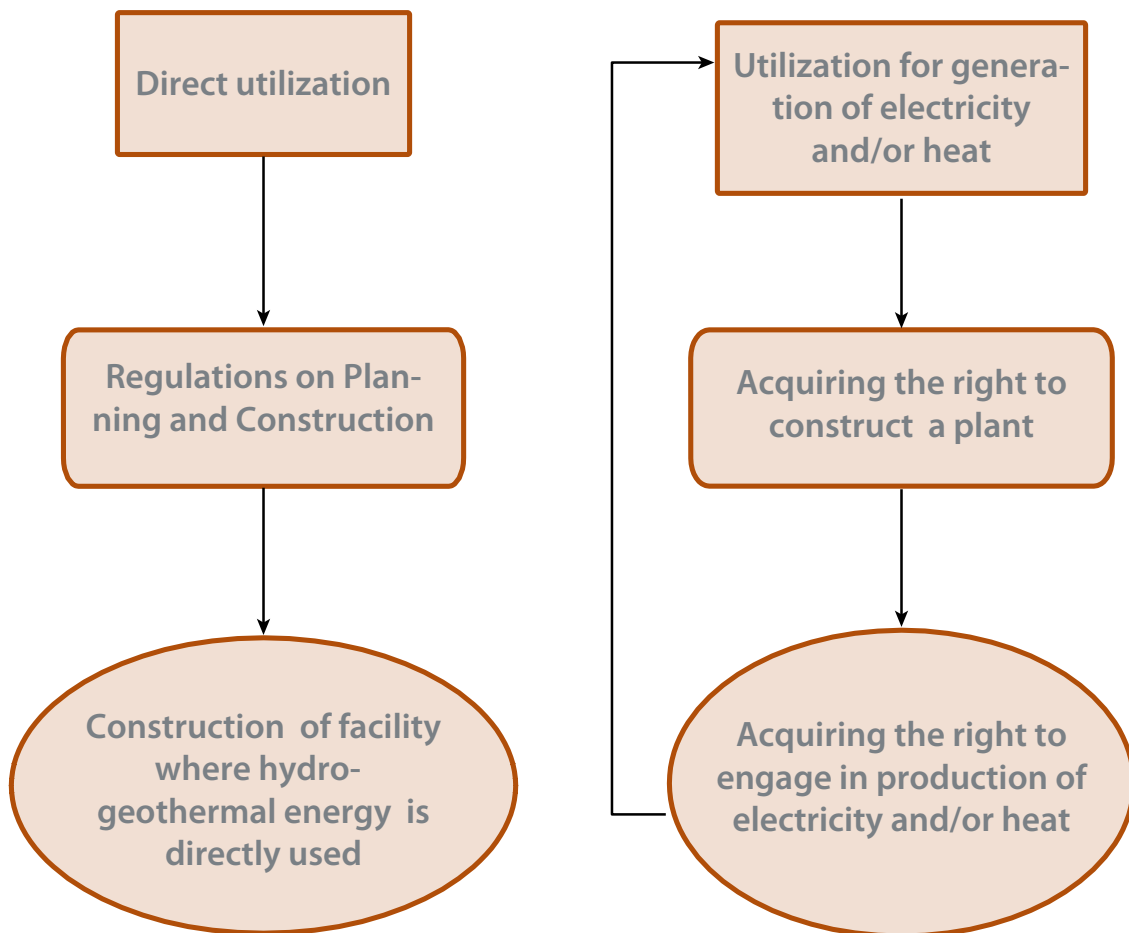 Direct utilization
Regulations on Plan-
ning and Construction
Construction of facility
where hydro-
geothermal energy is
directly used
Utilization for genera-
tion of electricity
and/or heat
Acquiring the right to
construct a plant
Acquiring the right to
engage in production of
electricity and/or heat